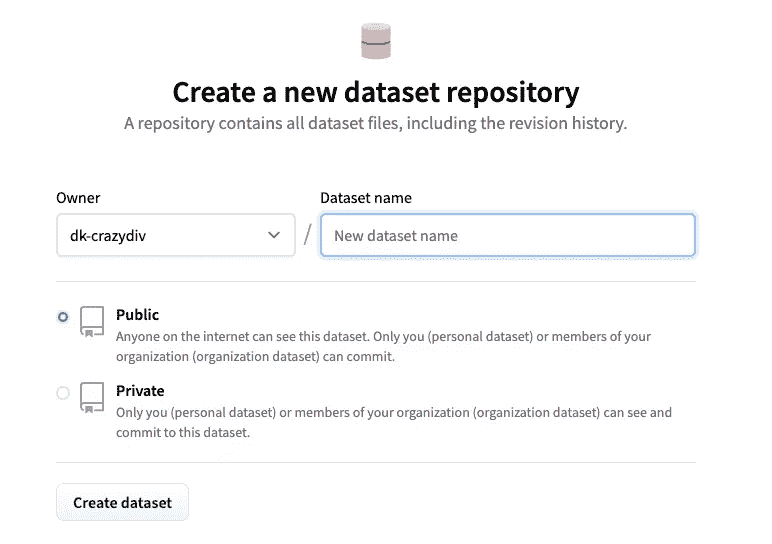 Create a new dataset repository
A repository contains all dataset files, including the revision history.
Owner
Dataset name
dk-crazydiv
/
New dataset name
Public
Anyone on the internet can see this dataset. Only you (personal dataset) or members of your
organization (organization dataset) can commit.
Private
Only you (personal dataset) or members of your organization (organization dataset) can see and
commit to this dataset.
Create dataset